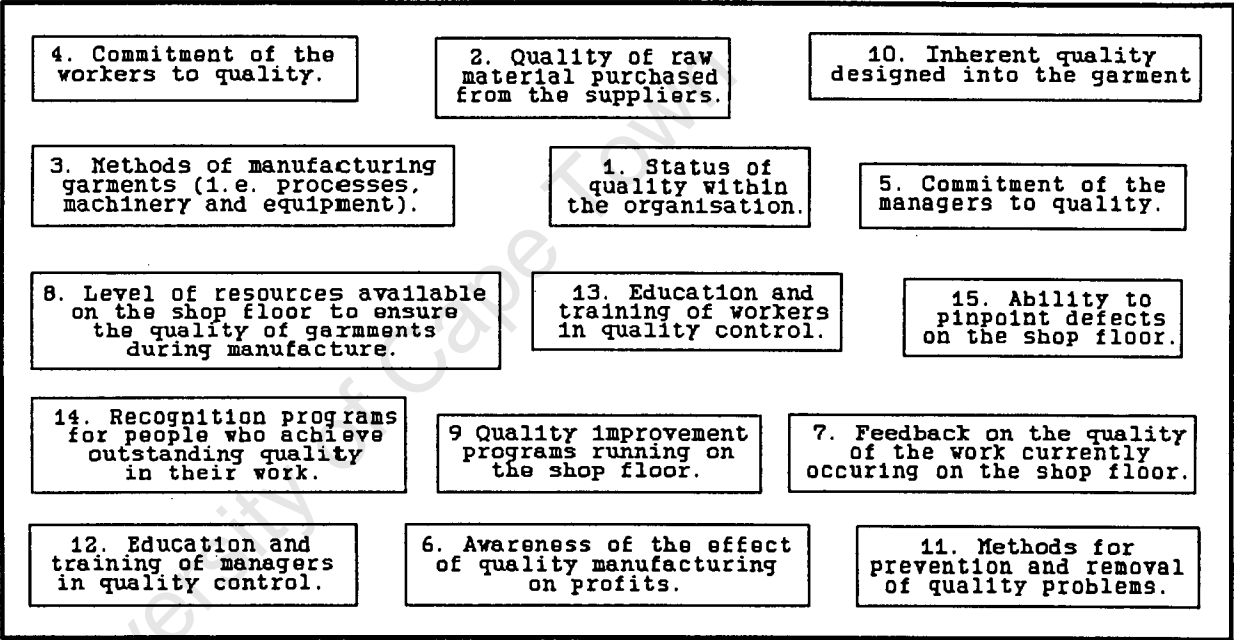 4. Commitment of the
workers to quality.
2. Quality of raw
material purchased
from the suppliers.
10. Inherent quality
designed into the garment
3. Methods of manufacturing
garments (i.e. processes,
machinery and equipment).
1. Status of
quality within
the organisation.
5. Commitment of the
managers to quality.
8. Level of resources available
on the shop floor to ensure
the quality of garmments
during manufacture.
13. Education and
training of workers
in quality control.
15. Ability to
pinpoint defects
on the shop floor.
14. Recognition programs
for people who achieve
outstanding quality
in their work.
9 Quality improvement
programs running on
the shop floor.
7. Feedback on the quality
of the work currently
occuring on the shop floor.
12. Education and
training of managers
in quality control.
6. Awareness of the effect
of quality manufacturing
on profits.
11. Methods for
prevention and removal
of quality problems.
versity of Cape Town